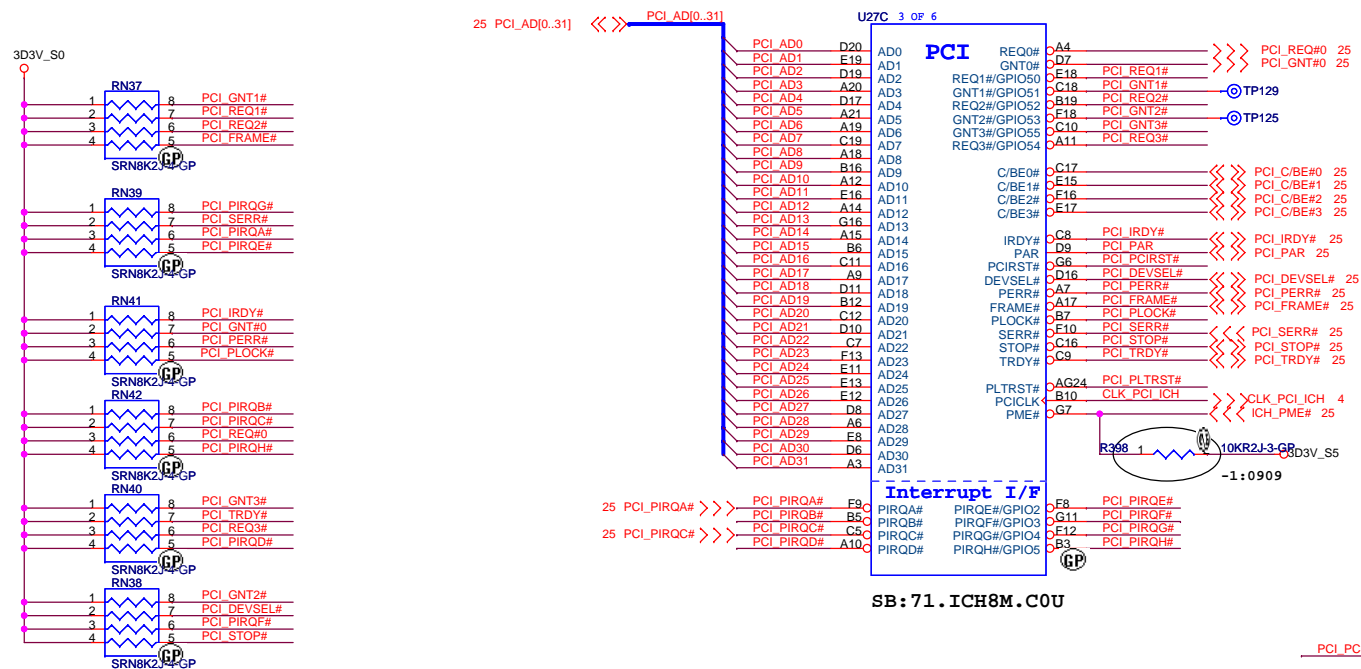 25 PCI_AD[0..31] PCI_AD[0..31]
3D3V_S0
RN37
1 8 PCI_GNT1#
2 7 PCI_REQ1#
3 6 PCI_REQ2#
4 5 PCI_FRAME#
GP
SRN8K2J-4-GP
RN39
1 8 PCI_PIRQG#
2 7 PCI_SERR#
3 6 PCI_PIRQA#
4 5 PCI_PIRQE#
GP
SRN8K2J-4-GP
RN41
1 8 PCI_IRDY#
2 7 PCI_GNT#0
3 6 PCI_PERR#
4 5 PCI_PLOCK#
GP
SRN8K2J-4-GP
RN42
1 8 PCI_PIRQB#
2 7 PCI_PIRQC#
3 6 PCI_REQ#0
4 5 PCI_PIRQH#
GP
SRN8K2J-4-GP
RN40
1 8 PCI_GNT3#
2 7 PCI_TRDY#
3 6 PCI_REQ3#
4 5 PCI_PIRQD#
GP
SRN8K2J-4-GP
RN38
1 8 PCI_GNT2#
2 7 PCI_DEVSEL#
3 6 PCI_PIRQF#
4 5 PCI_STOP#
GP
SRN8K2J-4-GP
U27C 3 OF 6
PCI
PCI_AD0 D20 AD0
PCI_AD1 E19 AD1
PCI_AD2 D19 AD2
PCI_AD3 A20 AD3
PCI_AD4 D17 AD4
PCI_AD5 A21 AD5
PCI_AD6 A19 AD6
PCI_AD7 C19 AD7
PCI_AD8 A18 AD8
PCI_AD9 B16 AD9
PCI_AD10 A12 AD10
PCI_AD11 E16 AD11
PCI_AD12 A14 AD12
PCI_AD13 G16 AD13
PCI_AD14 A15 AD14
PCI_AD15 B6 AD15
PCI_AD16 C11 AD16
PCI_AD17 A9 AD17
PCI_AD18 D11 AD18
PCI_AD19 B12 AD19
PCI_AD20 C12 AD20
PCI_AD21 D10 AD21
PCI_AD22 C7 AD22
PCI_AD23 F13 AD23
PCI_AD24 E11 AD24
PCI_AD25 E13 AD25
PCI_AD26 E12 AD26
PCI_AD27 D8 AD27
PCI_AD28 A6 AD28
PCI_AD29 E8 AD29
PCI_AD30 D6 AD30
PCI_AD31 A3 AD31
REQ0# A4 PCI_REQ#0 25
GNT0# D7 PCI_GNT#0 25
REQ1#/GPIO50 E18 PCI_REQ1#
GNT1#/GPIO51 C18 PCI_GNT1# TP129
REQ2#/GPIO52 B19 PCI_REQ2#
GNT2#/GPIO53 F18 PCI_GNT2# TP125
GNT3#/GPIO55 C10 PCI_GNT3#
REQ3#/GPIO54 A11 PCI_REQ3#
C/BE0# C17 PCI_C/BE#0 25
C/BE1# E15 PCI_C/BE#1 25
C/BE2# F16 PCI_C/BE#2 25
C/BE3# E17 PCI_C/BE#3 25
IRDY# C8 PCI_IRDY# PCI_IRDY# 25
PAR D9 PCI_PAR PCI_PAR 25
PCIRST# G6 PCI_PCIRST#
DEVSEL# D16 PCI_DEVSEL# PCI_DEVSEL# 25
PERR# A7 PCI_PERR# PCI_PERR# 25
FRAME# A17 PCI_FRAME# PCI_FRAME# 25
PLOCK# B7 PCI_PLOCK#
SERR# F10 PCI_SERR# PCI_SERR# 25
STOP# C16 PCI_STOP# PCI_STOP# 25
TRDY# C9 PCI_TRDY# PCI_TRDY# 25
PLTRST# AG24 PCI_PLTRST#
PCICLK B10 CLK_PCI_ICH CLK_PCI_ICH 4
PME# G7 ICH_PME# 25
R398 1 10KR2J-3-GP 3D3V_S5
-1:0909
Interrupt I/F
25 PCI_PIRQA# PCI_PIRQA# F9 PIRQA# PIRQE#/GPIO2 F8 PCI_PIRQE#
PCI_PIRQB# B5 PIRQB# PIRQF#/GPIO3 G11 PCI_PIRQF#
25 PCI_PIRQC# PCI_PIRQC# C5 PIRQC# PIRQG#/GPIO4 F12 PCI_PIRQG#
PCI_PIRQD# A10 PIRQD# PIRQH#/GPIO5 B3 PCI_PIRQH#
GP
SB:71.ICH8M.C0U
PCI_PC